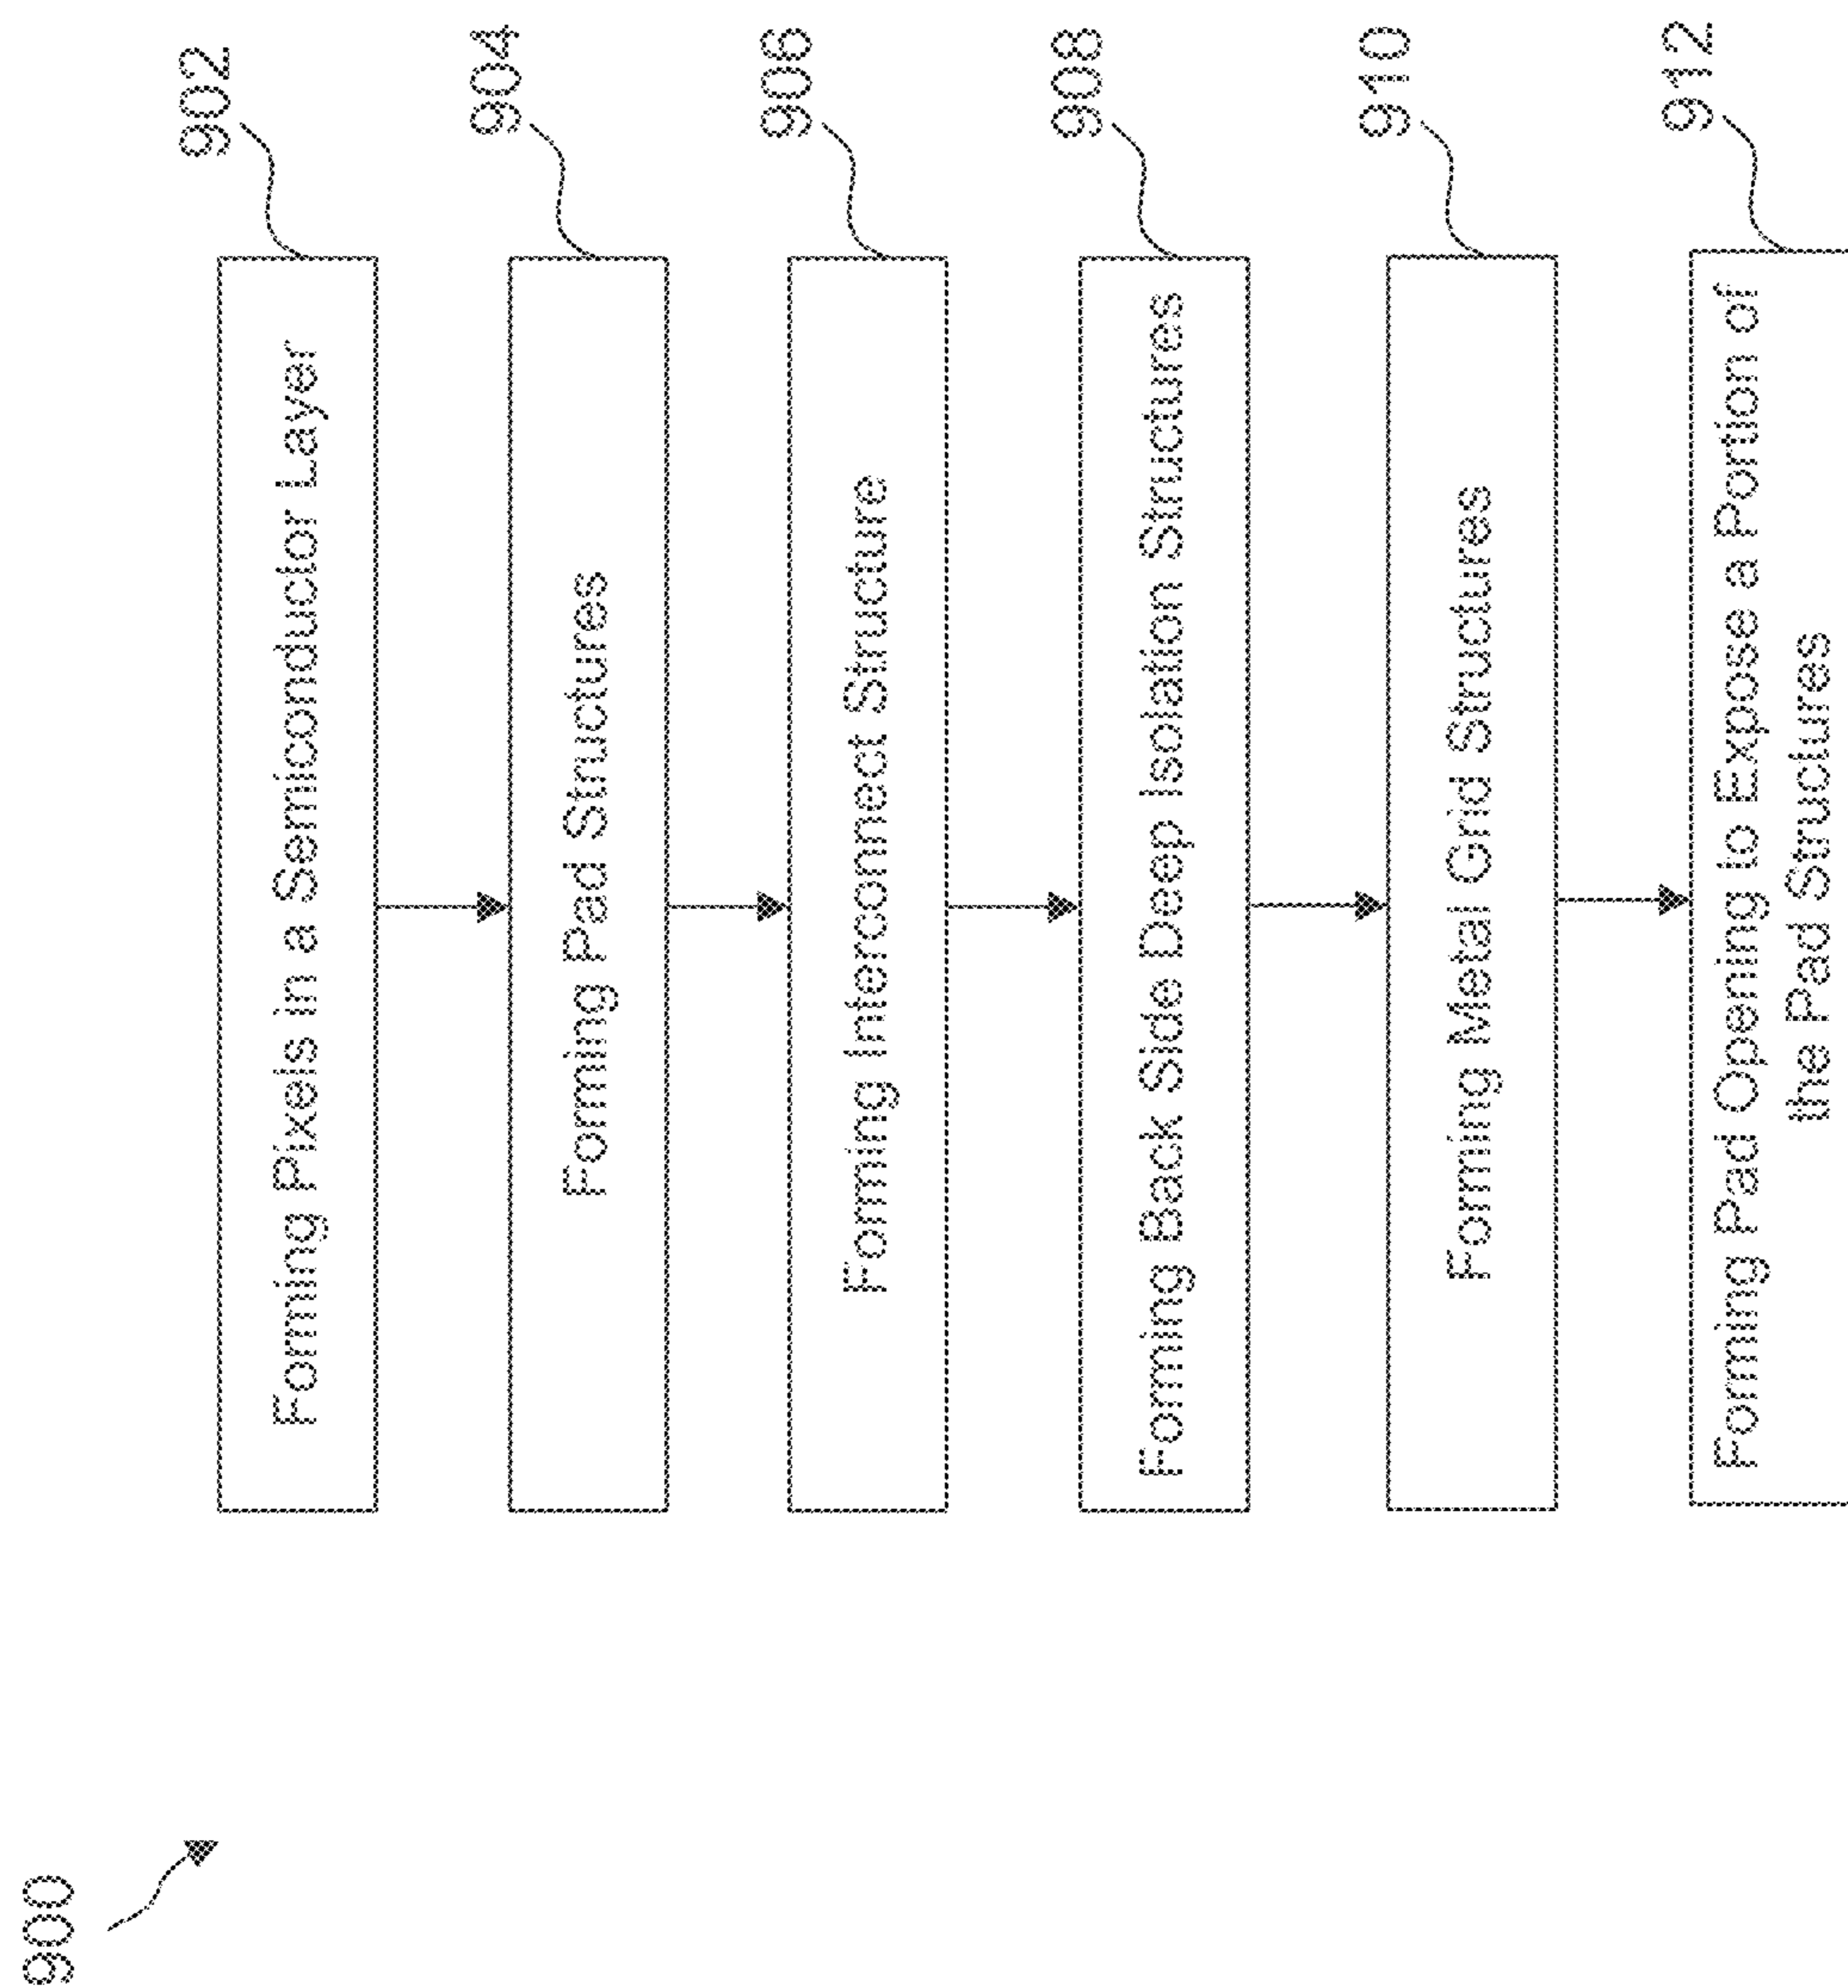 900
902
Forming Pixels in a Semiconductor Layer
904
Forming Pad Structures
906
Forming Interconnect Structure
908
Forming Back Side Deep Isolation Structures
910
Forming Metal Grid Structures
912
Forming Pad Opening to Expose a Portion of
the Pad Structures